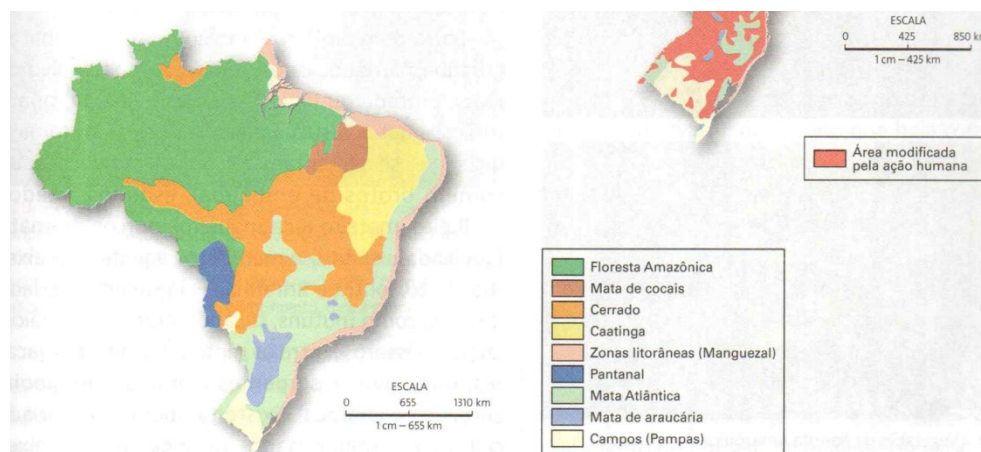 ESCALA
0 655 1310 km
1 cm – 655 km
ESCALA
0 425 850 km
1 cm – 425 km
Área modificada
pela ação humana
Floresta Amazônica
Mata de cocais
Cerrado
Caatinga
Zonas litorâneas (Manguezal)
Pantanal
Mata Atlântica
Mata de araucária
Campos (Pampas)